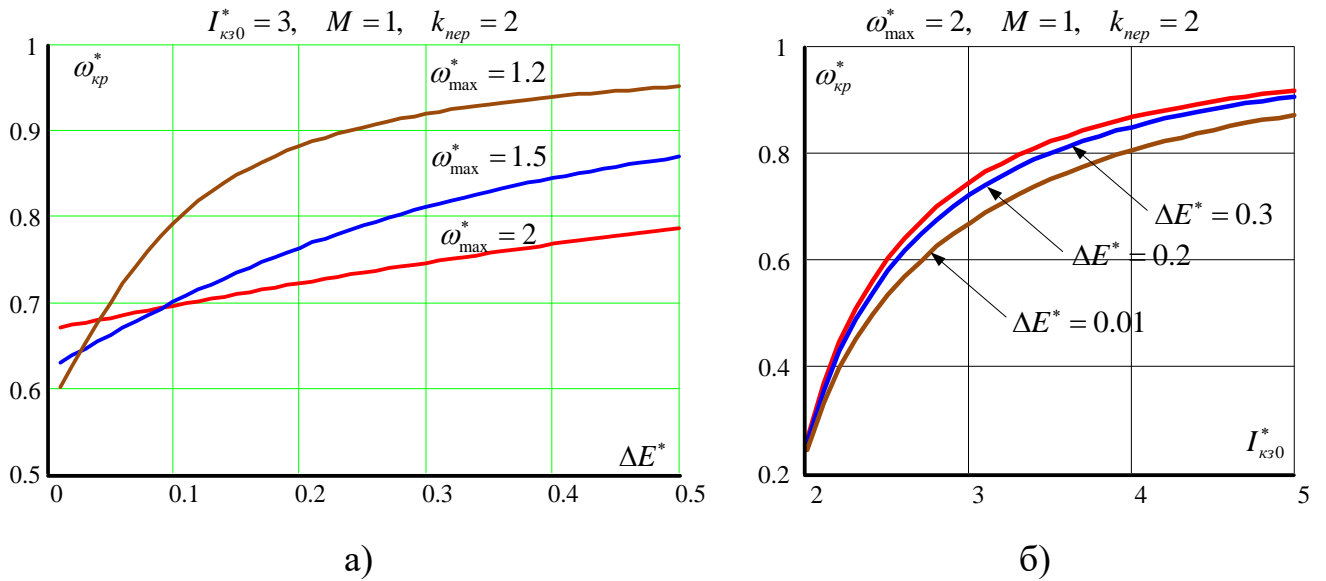 I*кз0 = 3, M = 1, kпер = 2
1
ω*кр
ω*max = 1.2
0.9
ω*max = 1.5
0.8
ω*max = 2
0.7
0.6
ΔE*
0.5
0 0.1 0.2 0.3 0.4 0.5
а)
ω*max = 2, M = 1, kпер = 2
1
ω*кр
0.8
ΔE* = 0.3
ΔE* = 0.2
0.6
ΔE* = 0.01
0.4
I*кз0
0.2
2 3 4 5
б)